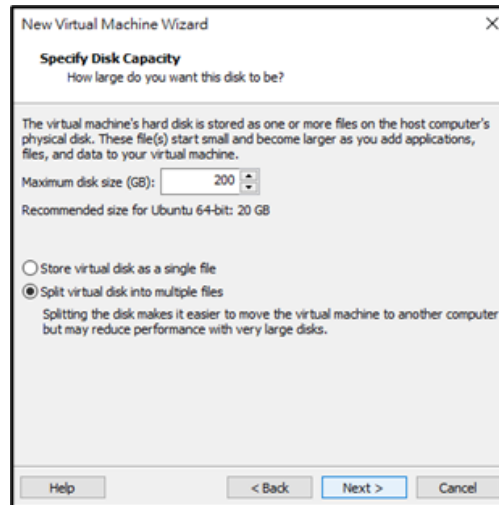 New Virtual Machine Wizard
Specify Disk Capacity
How large do you want this disk to be?
The virtual machine's hard disk is stored as one or more files on the host computer's
physical disk. These file(s) start small and become larger as you add applications,
files, and data to your virtual machine.
Maximum disk size (GB): 200
Recommended size for Ubuntu 64-bit: 20 GB
Store virtual disk as a single file
Split virtual disk into multiple files
Splitting the disk makes it easier to move the virtual machine to another computer
but may reduce performance with very large disks.
Help < Back Next > Cancel